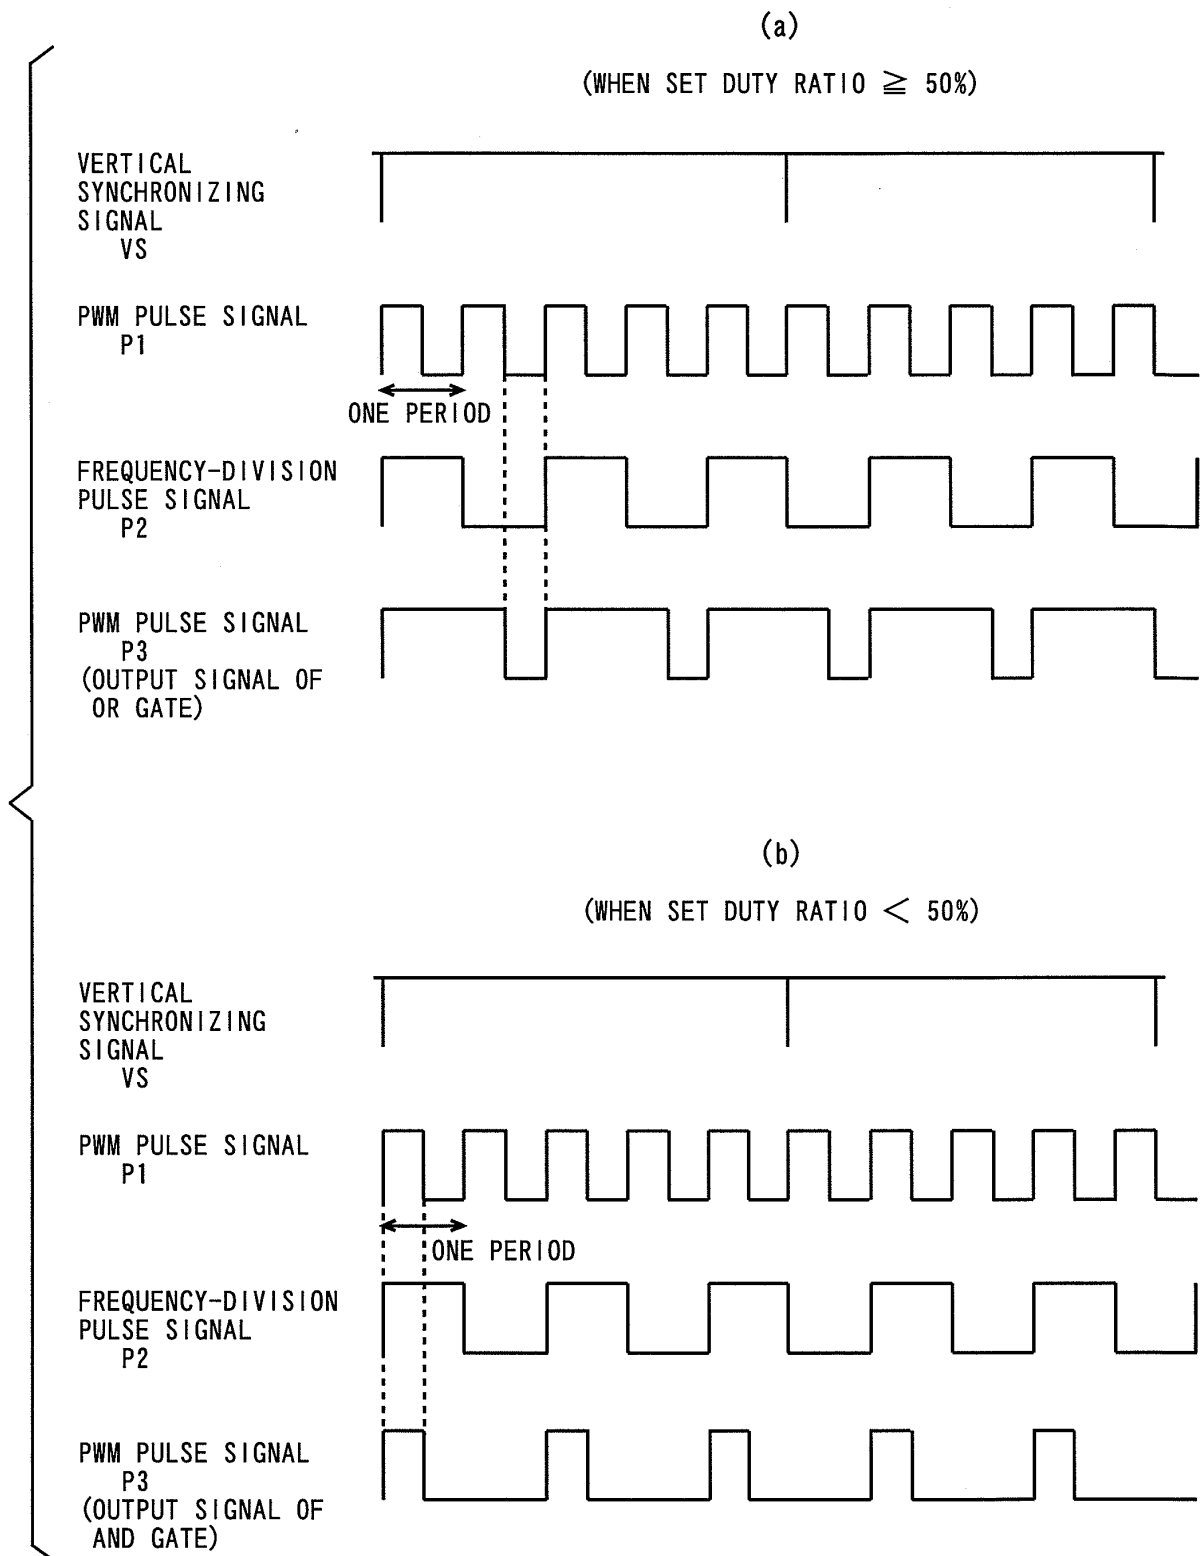 (a)
(WHEN SET DUTY RATIO ≧ 50%)
VERTICAL
SYNCHRONIZING
SIGNAL
VS
PWM PULSE SIGNAL
P1
ONE PERIOD
FREQUENCY-DIVISION
PULSE SIGNAL
P2
PWM PULSE SIGNAL
P3
(OUTPUT SIGNAL OF
OR GATE)
(b)
(WHEN SET DUTY RATIO < 50%)
VERTICAL
SYNCHRONIZING
SIGNAL
VS
PWM PULSE SIGNAL
P1
ONE PERIOD
FREQUENCY-DIVISION
PULSE SIGNAL
P2
PWM PULSE SIGNAL
P3
(OUTPUT SIGNAL OF
AND GATE)